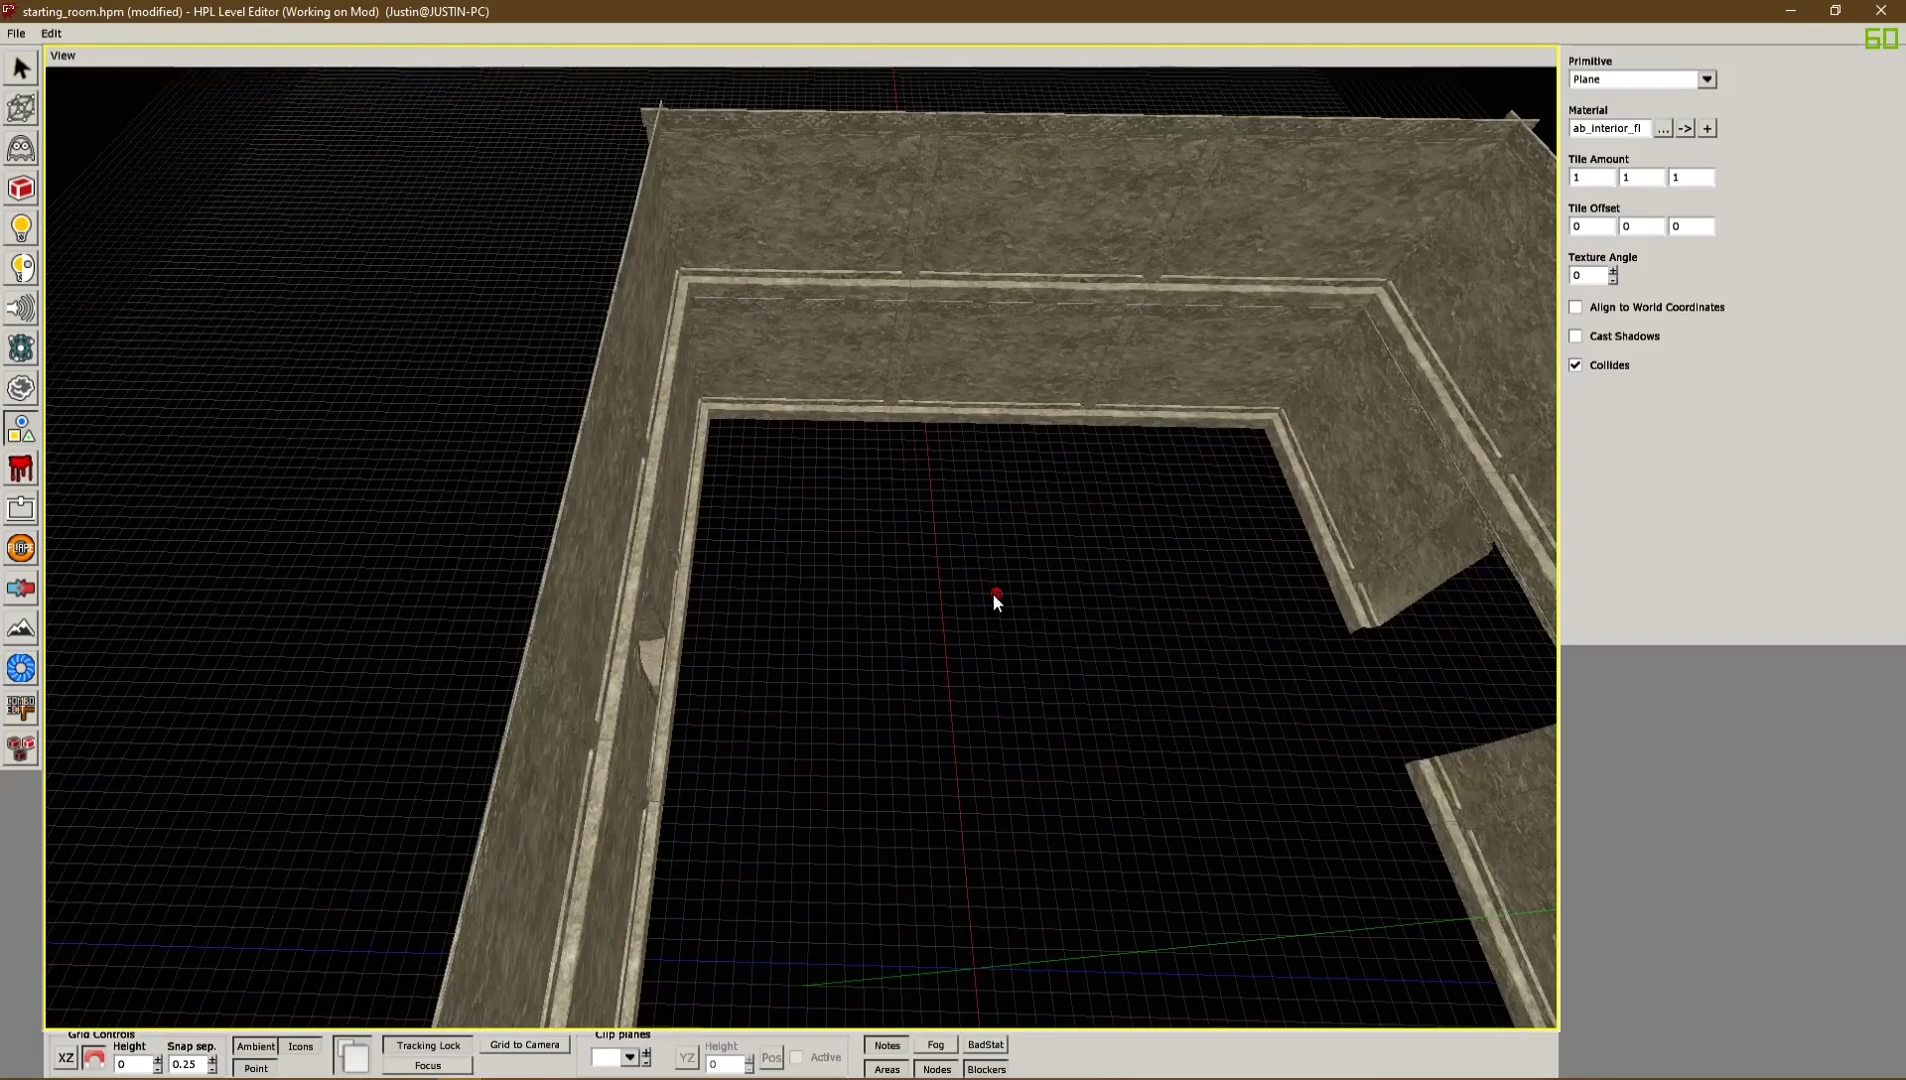 starting_room.hpm (modified) - HPL Level Editor (Working on Mod)  (Justin@JUSTIN-PC)
File Edit
60
View
Primitive
Plane
Material
ab_interior_fl ... -> +
Tile Amount
1 1 1
Tile Offset
0 0 0
Texture Angle
0
Align to World Coordinates
Cast Shadows
Collides
Grid Controls
XZ Height Snap sep.
0 0.25
Ambient Icons
Point
Tracking Lock
Focus
Grid to Camera
Clip planes
YZ Height
0 Pos Active
Notes Fog BadStat
Areas Nodes Blockers